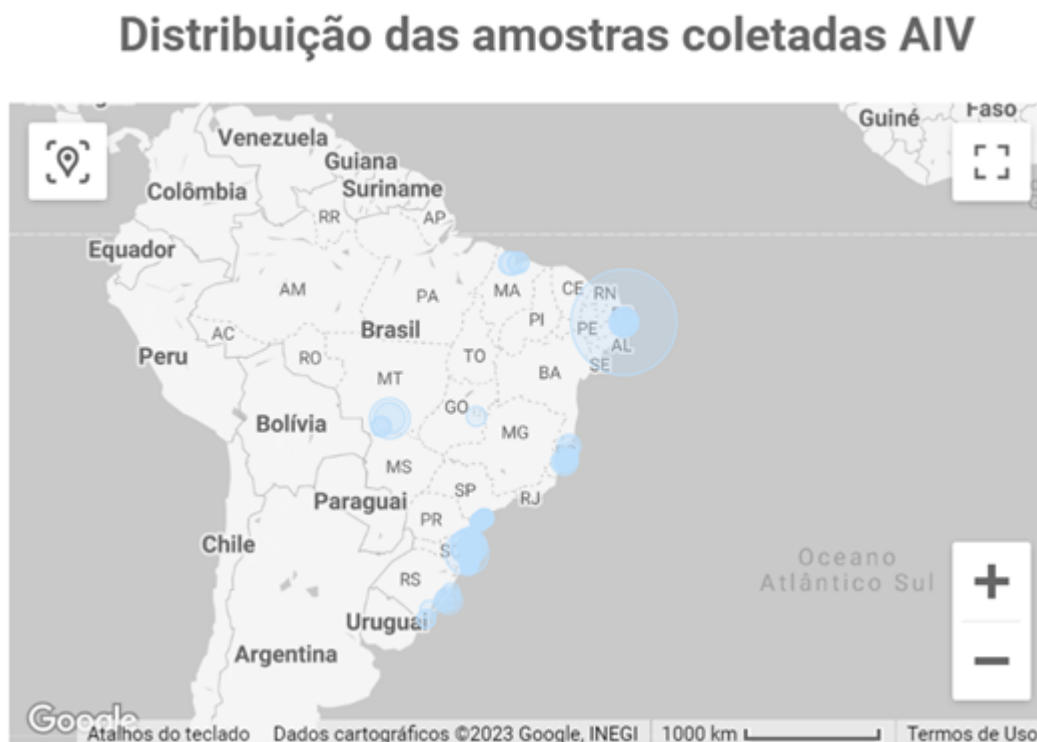 Distribuição das amostras coletadas AIV
Guiné
Faso
Venezuela
Guiana
Suriname
Colômbia
RR
AP
Equador
AM
PA
MA
CE
RN
PI
PE
Brasil
AC
Peru
RO
TO
AL
SE
MT
BA
GO
Bolívia
MG
MS
SP
RJ
Paraguai
PR
Chile
RS
Uruguai
Argentina
Oceano
Atlântico Sul
+
−
Google
Atalhos do teclado
Dados cartográficos ©2023 Google, INEGI
1000 km
Termos de Uso